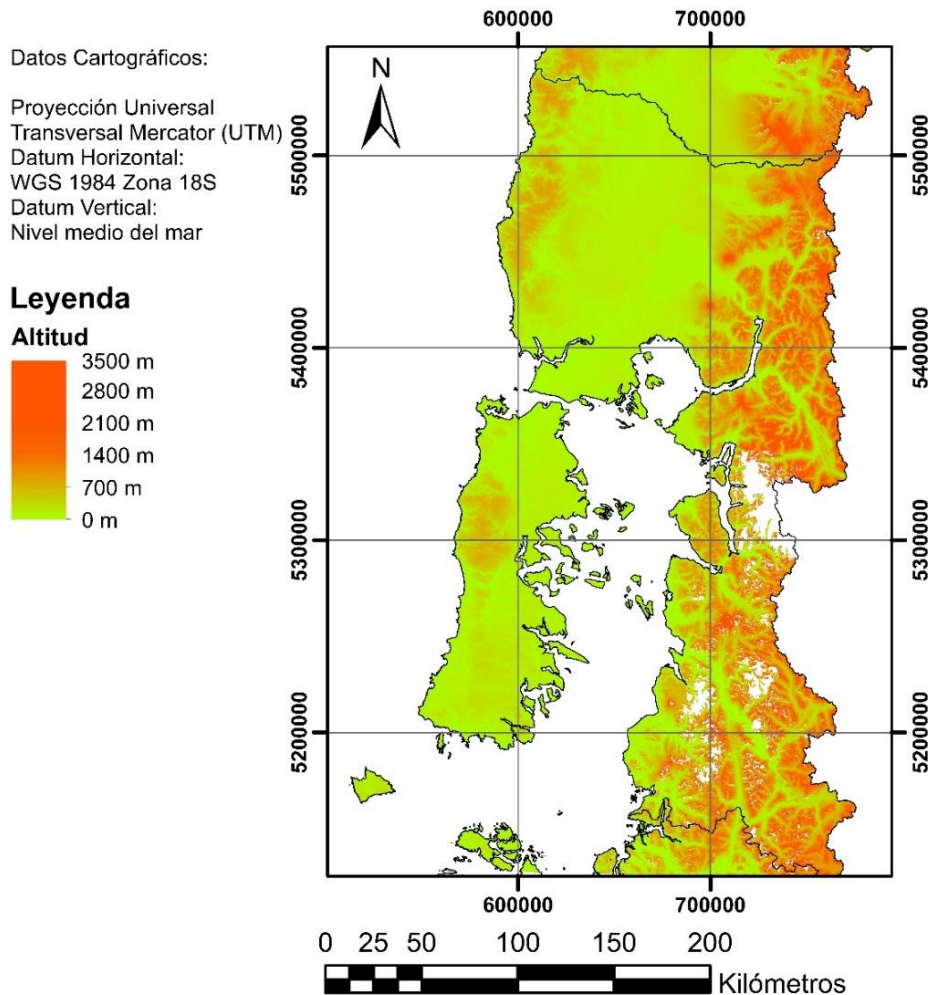 Datos Cartográficos:
Proyección Universal
Transversal Mercator (UTM)
Datum Horizontal:
WGS 1984 Zona 18S
Datum Vertical:
Nivel medio del mar
Leyenda
Altitud
3500 m
2800 m
2100 m
1400 m
700 m
0 m
600000 700000
N
5500000 5500000
5400000 5400000
5300000 5300000
5200000 5200000
600000 700000
0 25 50 100 150 200
Kilómetros